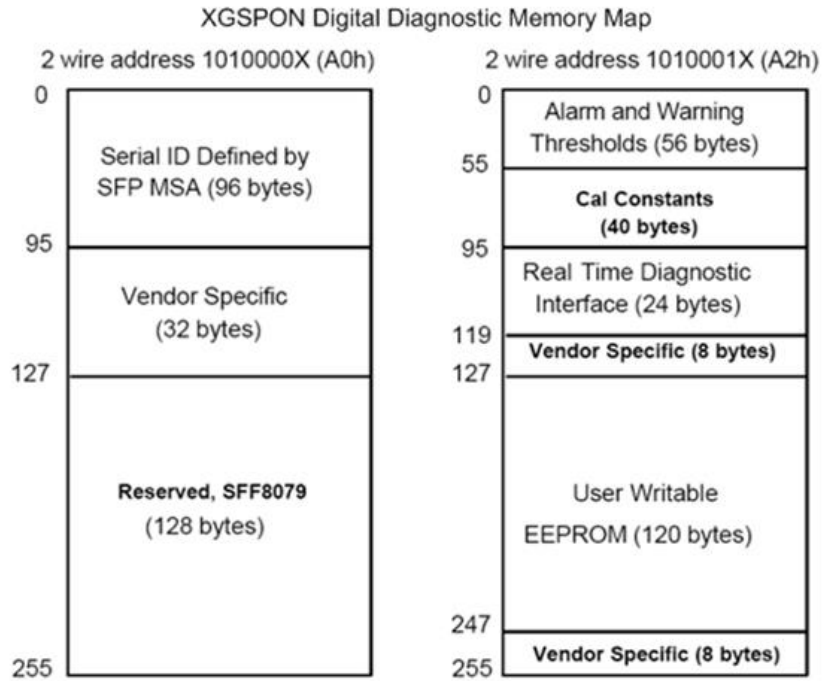 XGSPON Digital Diagnostic Memory Map
2 wire address 1010000X (A0h)
0
Serial ID Defined by
SFP MSA (96 bytes)
95
Vendor Specific
(32 bytes)
127
Reserved, SFF8079
(128 bytes)
255
2 wire address 1010001X (A2h)
0
Alarm and Warning
Thresholds (56 bytes)
55
Cal Constants
(40 bytes)
95
Real Time Diagnostic
Interface (24 bytes)
119
Vendor Specific (8 bytes)
127
User Writable
EEPROM (120 bytes)
247
Vendor Specific (8 bytes)
255